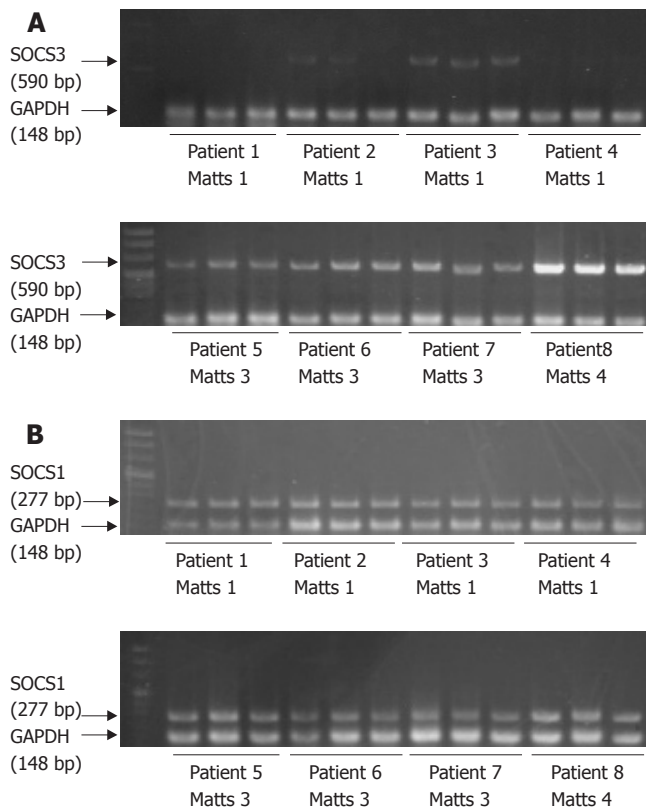 A
SOCS3
(590 bp)
GAPDH
(148 bp)
Patient 1 Patient 2 Patient 3 Patient 4
Matts 1 Matts 1 Matts 1 Matts 1
SOCS3
(590 bp)
GAPDH
(148 bp)
Patient 5 Patient 6 Patient 7 Patient8
Matts 3 Matts 3 Matts 3 Matts 4
B
SOCS1
(277 bp)
GAPDH
(148 bp)
Patient 1 Patient 2 Patient 3 Patient 4
Matts 1 Matts 1 Matts 1 Matts 1
SOCS1
(277 bp)
GAPDH
(148 bp)
Patient 5 Patient 6 Patient 7 Patient 8
Matts 3 Matts 3 Matts 3 Matts 4